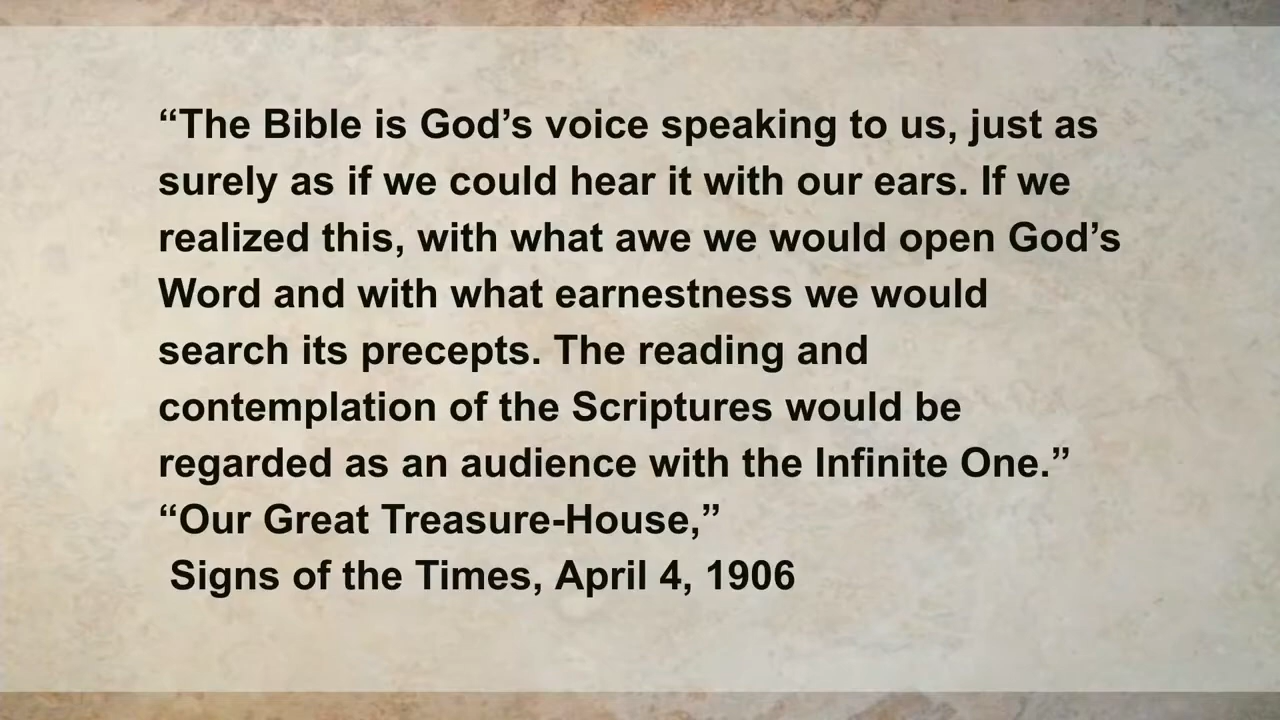 “The Bible is God’s voice speaking to us, just as
surely as if we could hear it with our ears. If we
realized this, with what awe we would open God’s
Word and with what earnestness we would
search its precepts. The reading and
contemplation of the Scriptures would be
regarded as an audience with the Infinite One.”
“Our Great Treasure-House,”
Signs of the Times, April 4, 1906